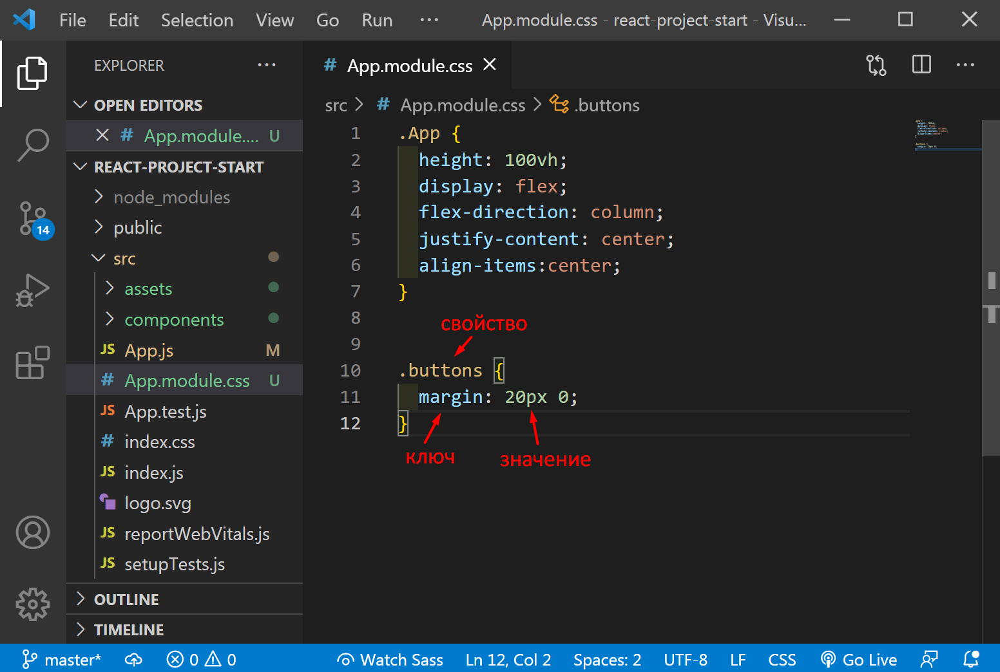 File Edit Selection View Go Run ··· App.module.css - react-project-start - Visu...
EXPLORER ···
OPEN EDITORS
# App.module.... U
REACT-PROJECT-START
node_modules
public
src
assets
components
JS App.js M
# App.module.css U
JS App.test.js
# index.css
JS index.js
logo.svg
JS reportWebVitals.js
JS setupTests.js
OUTLINE
TIMELINE
14
# App.module.css
src > # App.module.css > .buttons
1 .App {
2 height: 100vh;
3 display: flex;
4 flex-direction: column;
5 justify-content: center;
6 align-items:center;
7 }
8
9
свойство
10 .buttons {
11 margin: 20px 0;
12 }
ключ
значение
master* 0 0 Watch Sass Ln 12, Col 2 Spaces: 2 UTF-8 LF CSS Go Live